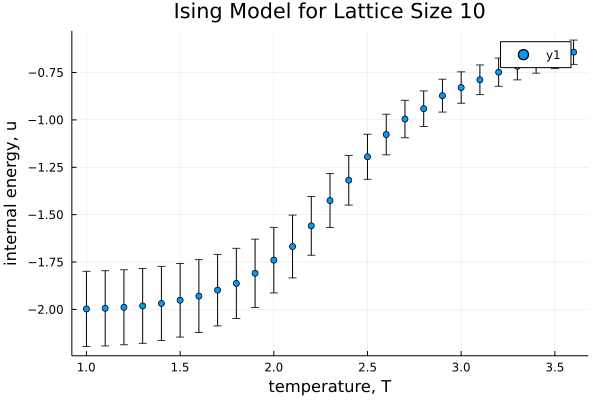 Ising Model for Lattice Size 10
y1
−0.75
−1.00
−1.25
−1.50
−1.75
−2.00
internal energy, u
1.0 1.5 2.0 2.5 3.0 3.5
temperature, T